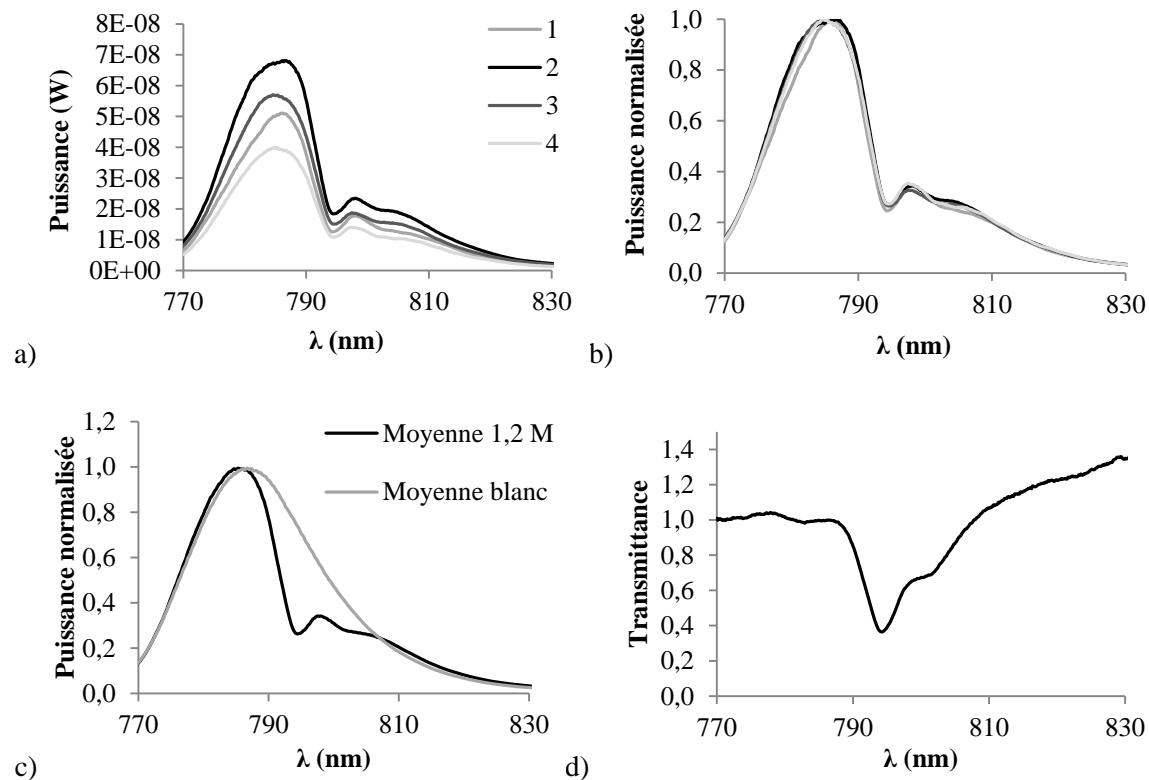 8E-08
7E-08
6E-08
5E-08
4E-08
3E-08
2E-08
1E-08
0E+00
Puissance (W)
1
2
3
4
770 790 810 830
λ (nm)
a)
1,0
0,8
0,6
0,4
0,2
0,0
Puissance normalisée
770 790 810 830
λ (nm)
b)
1,2
1,0
0,8
0,6
0,4
0,2
0,0
Puissance normalisée
Moyenne 1,2 M
Moyenne blanc
770 790 810 830
λ (nm)
c)
1,4
1,2
1,0
0,8
0,6
0,4
0,2
0,0
Transmittance
770 790 810 830
λ (nm)
d)